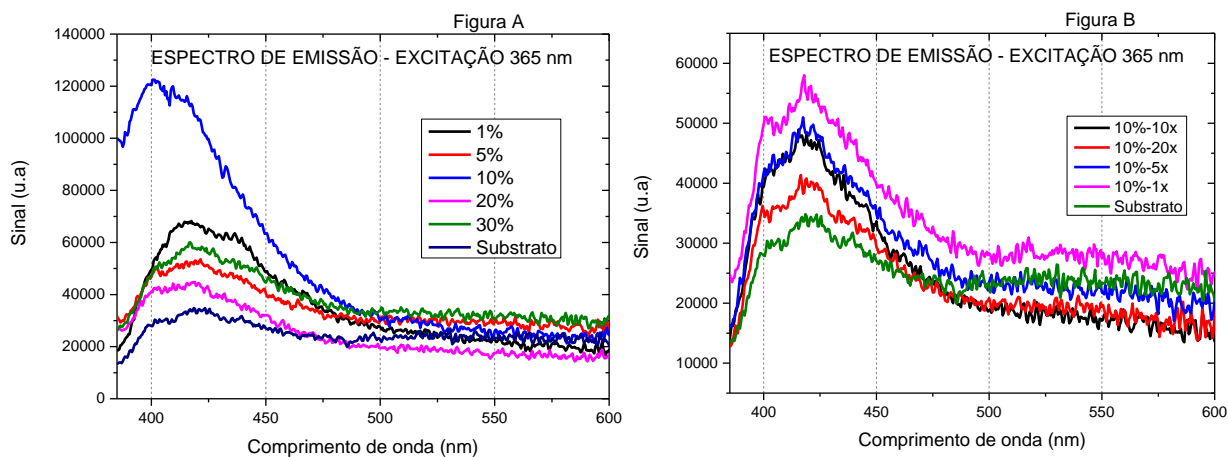 Figura A
ESPECTRO DE EMISSÃO - EXCITAÇÃO 365 nm
140000
120000
100000
80000
60000
40000
20000
0
Sinal (u.a)
1%
5%
10%
20%
30%
Substrato
400
450
500
550
600
Comprimento de onda (nm)
Figura B
ESPECTRO DE EMISSÃO - EXCITAÇÃO 365 nm
60000
50000
40000
30000
20000
10000
Sinal (u.a)
10%-10x
10%-20x
10%-5x
10%-1x
Substrato
400
450
500
550
600
Comprimento de onda (nm)